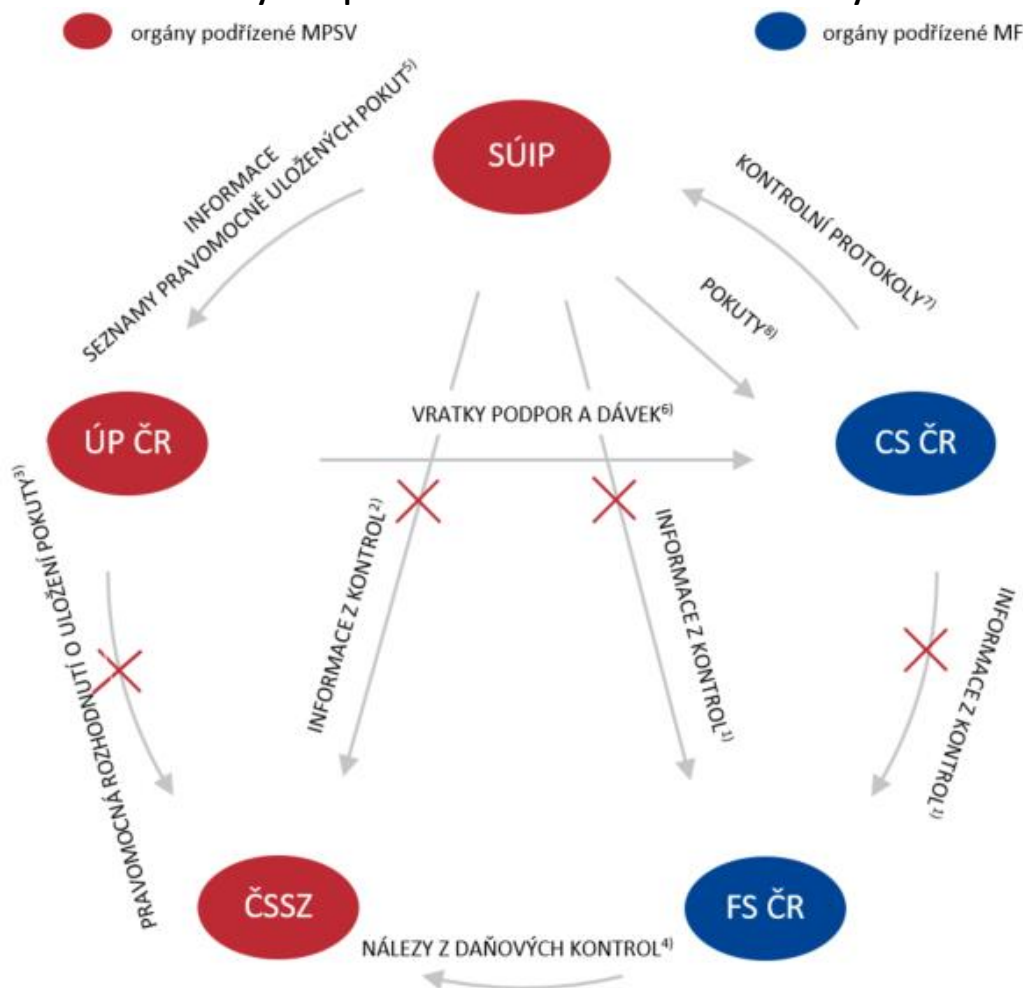 orgány podřízené MPSV
orgány podřízené MF
SÚIP
INFORMACE
SEZNAMY PRAVOMOCNĚ ULOŽENÝCH POKUT⁵⁾
KONTROLNÍ PROTOKOLY⁷⁾
POKUTY⁸⁾
VRATKY PODPOR A DÁVEK⁶⁾
ÚP ČR
CS ČR
PRAVOMOCNÁ ROZHODNUTÍ O ULOŽENÍ POKUTY³⁾
INFORMACE Z KONTROL²⁾
INFORMACE Z KONTROL¹⁾
INFORMACE Z KONTROL¹⁾
ČSSZ
FS ČR
NÁLEZY Z DAŇOVÝCH KONTROL⁴⁾